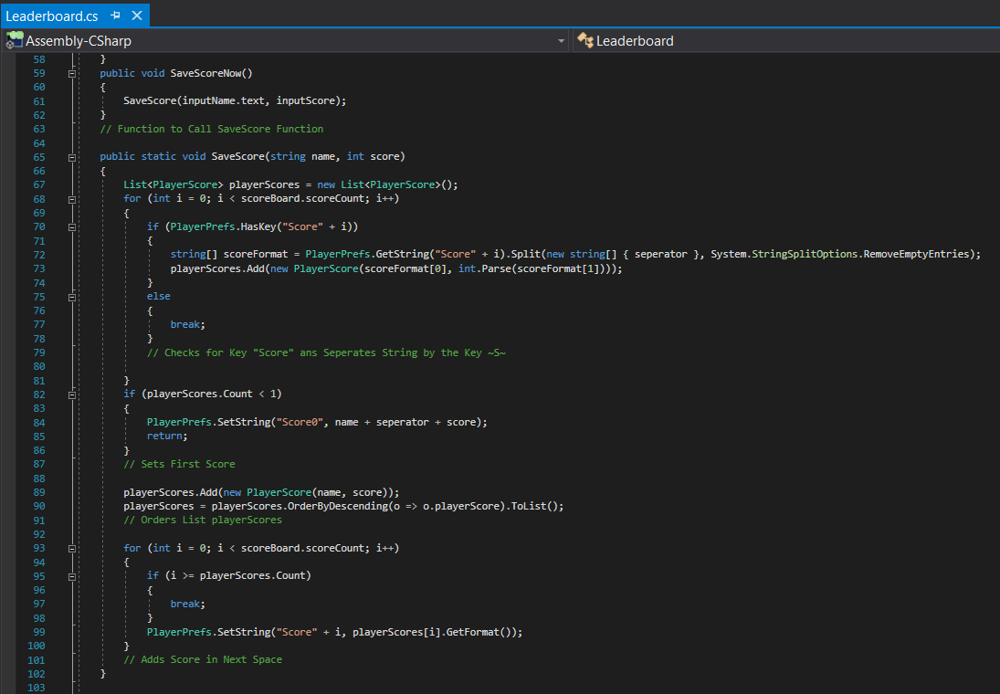 Leaderboard.cs
Assembly-CSharp
Leaderboard
58 }
59 public void SaveScoreNow()
60 {
61 SaveScore(inputName.text, inputScore);
62 }
63 // Function to Call SaveScore Function
64
65 public static void SaveScore(string name, int score)
66 {
67 List<PlayerScore> playerScores = new List<PlayerScore>();
68 for (int i = 0; i < scoreBoard.scoreCount; i++)
69 {
70 if (PlayerPrefs.HasKey("Score" + i))
71 {
72 string[] scoreFormat = PlayerPrefs.GetString("Score" + i).Split(new string[] { seperator }, System.StringSplitOptions.RemoveEmptyEntries);
73 playerScores.Add(new PlayerScore(scoreFormat[0], int.Parse(scoreFormat[1])));
74 }
75 else
76 {
77 break;
78 }
79 // Checks for Key "Score" ans Seperates String by the Key ~S~
80
81 }
82 if (playerScores.Count < 1)
83 {
84 PlayerPrefs.SetString("Score0", name + seperator + score);
85 return;
86 }
87 // Sets First Score
88
89 playerScores.Add(new PlayerScore(name, score));
90 playerScores = playerScores.OrderByDescending(o => o.playerScore).ToList();
91 // Orders List playerScores
92
93 for (int i = 0; i < scoreBoard.scoreCount; i++)
94 {
95 if (i >= playerScores.Count)
96 {
97 break;
98 }
99 PlayerPrefs.SetString("Score" + i, playerScores[i].GetFormat());
100 }
101 // Adds Score in Next Space
102 }
103